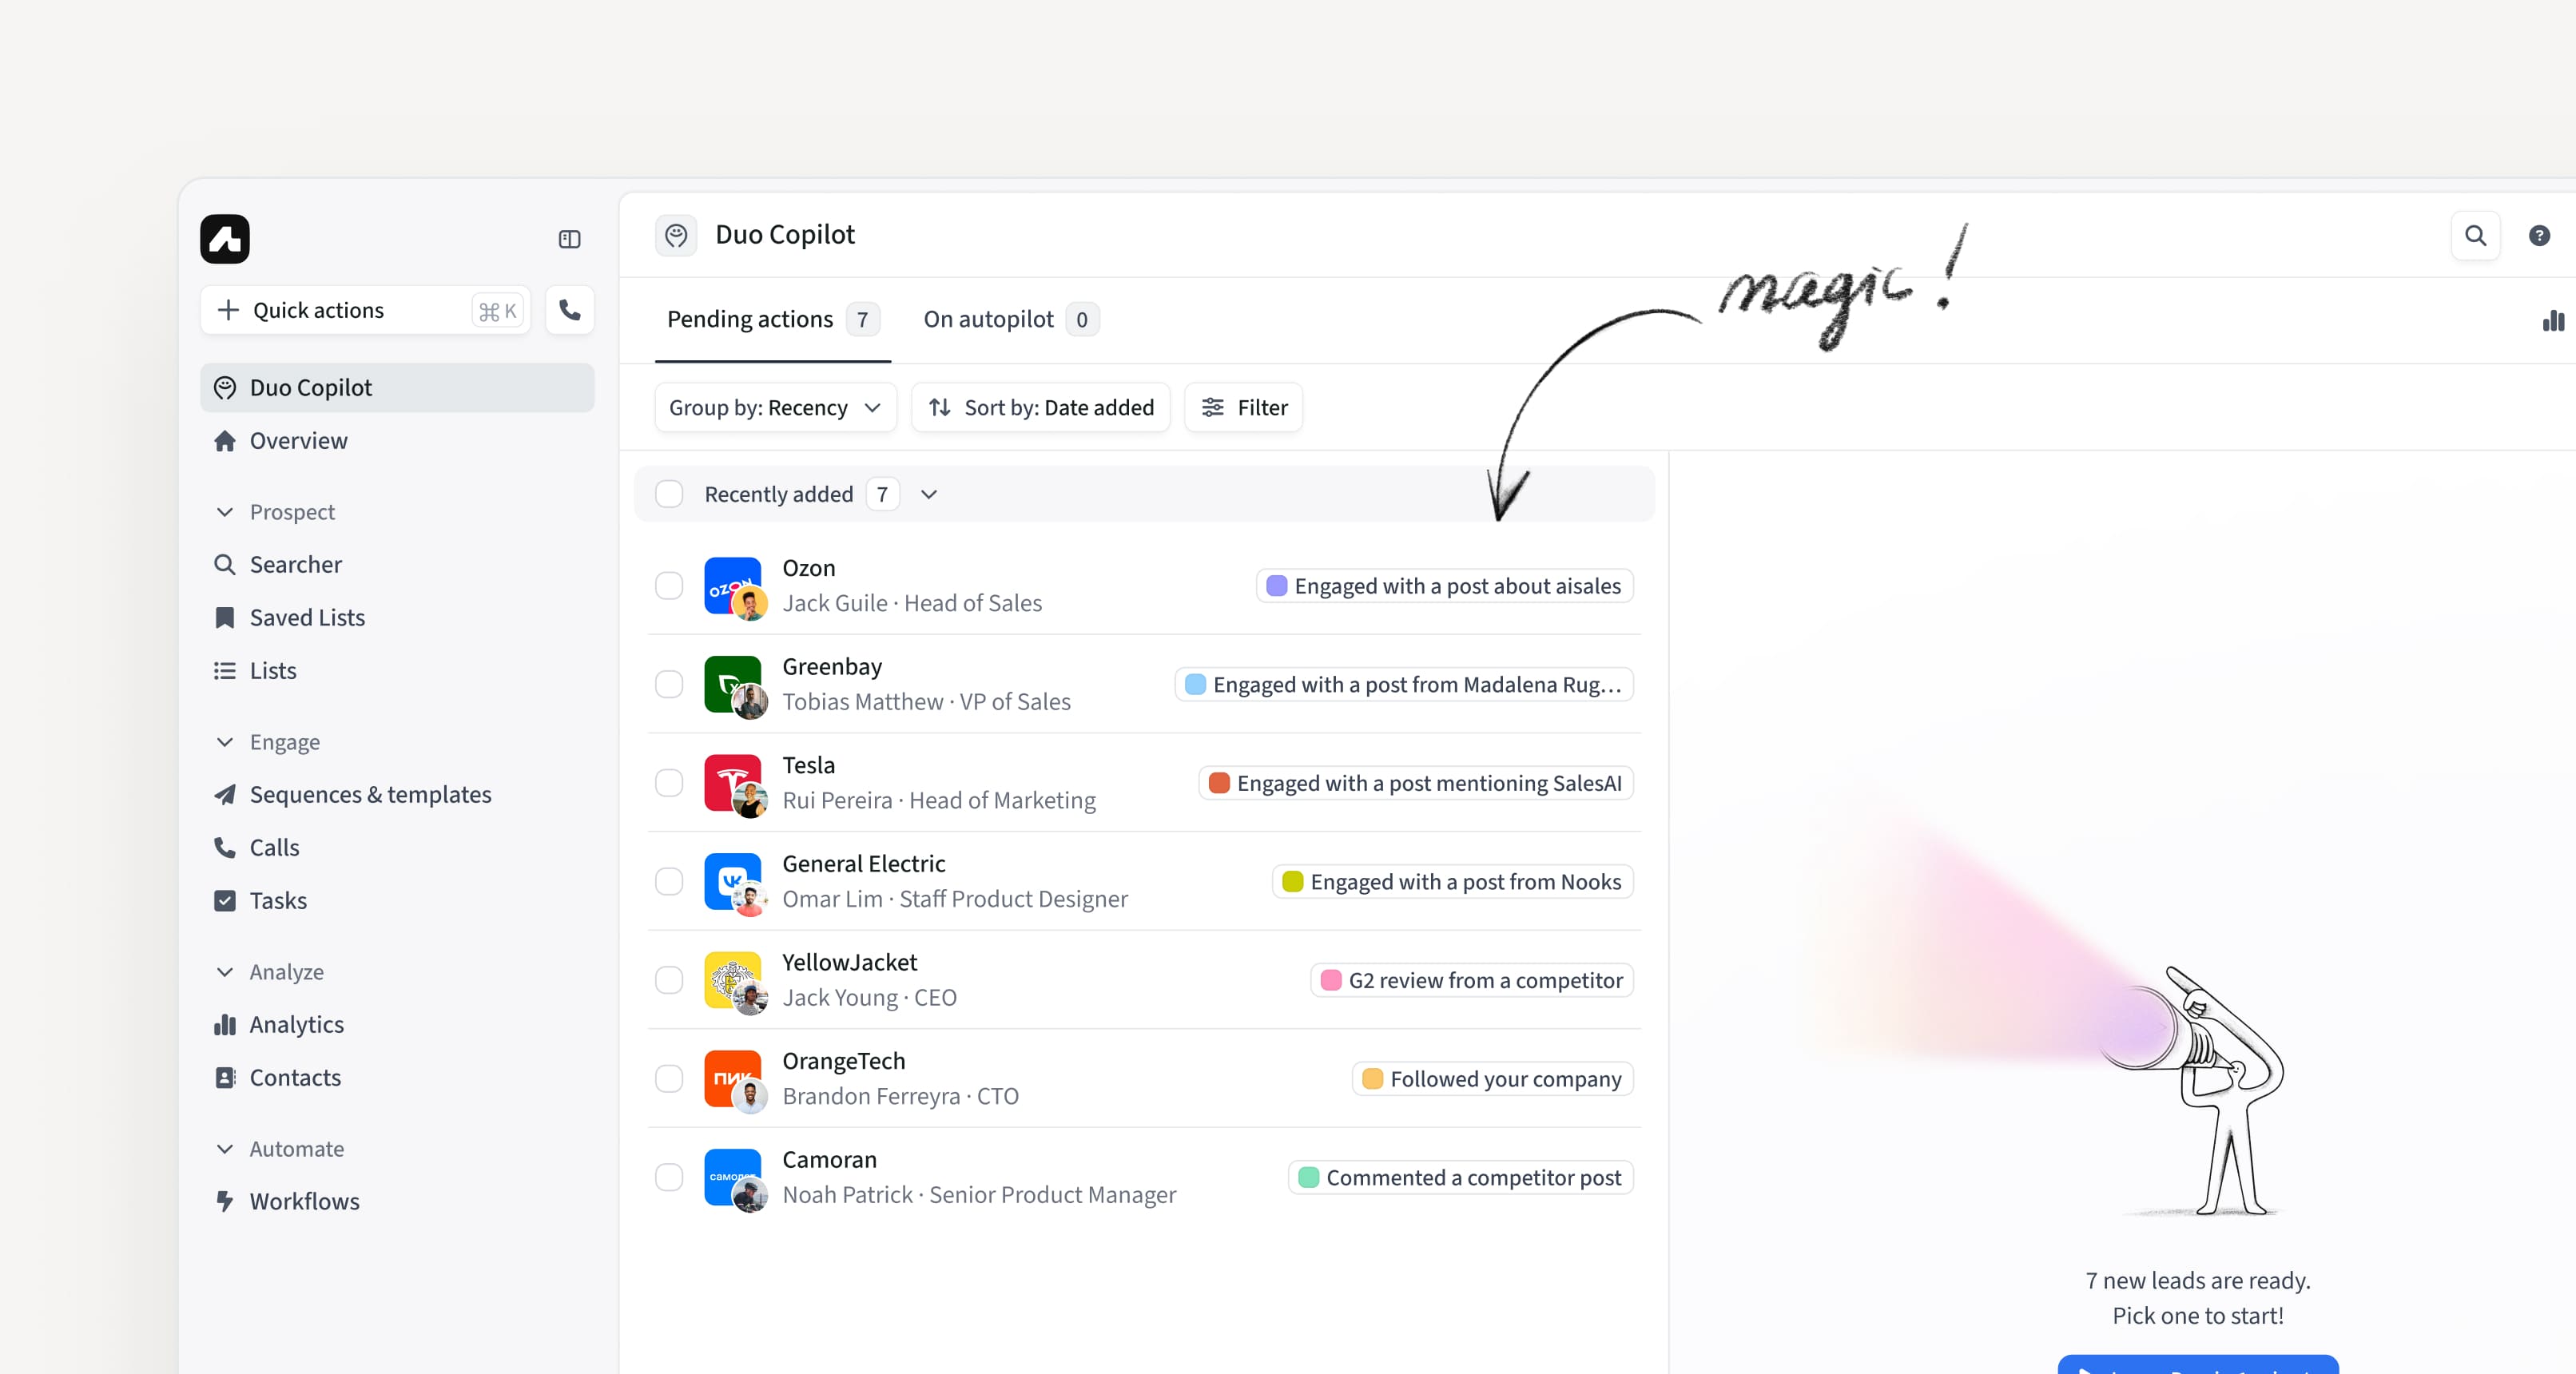 Duo Copilot
magic!
Quick actions
⌘ K
Pending actions 7
On autopilot 0
Duo Copilot
Overview
Group by: Recency
Sort by: Date added
Filter
Prospect
Searcher
Saved Lists
Lists
Engage
Sequences & templates
Calls
Tasks
Analyze
Analytics
Contacts
Automate
Workflows
Recently added 7
Ozon
Jack Guile · Head of Sales
Engaged with a post about aisales
Greenbay
Tobias Matthew · VP of Sales
Engaged with a post from Madalena Rug…
Tesla
Rui Pereira · Head of Marketing
Engaged with a post mentioning SalesAI
VK
General Electric
Omar Lim · Staff Product Designer
Engaged with a post from Nooks
YellowJacket
Jack Young · CEO
G2 review from a competitor
ПИК
OrangeTech
Brandon Ferreyra · CTO
Followed your company
Camoran
Noah Patrick · Senior Product Manager
Commented a competitor post
7 new leads are ready.
Pick one to start!